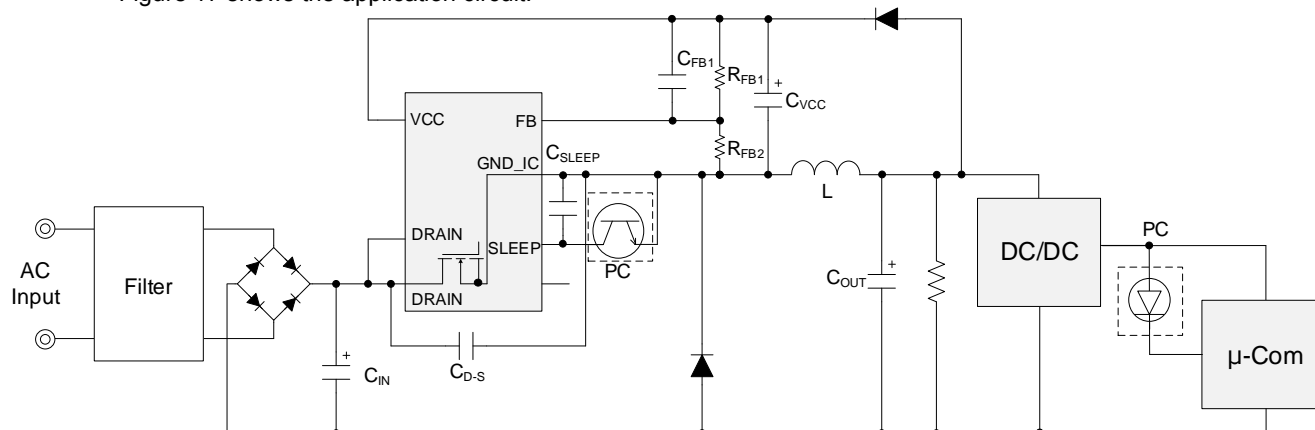 Figure 17 shows the application circuit.
CFB1
RFB1
+
CVCC
VCC
FB
RFB2
GND_IC
CSLEEP
L
DRAIN
SLEEP
PC
DC/DC
PC
AC
Input
Filter
DRAIN
COUT
+
µ-Com
+
CIN
CD-S